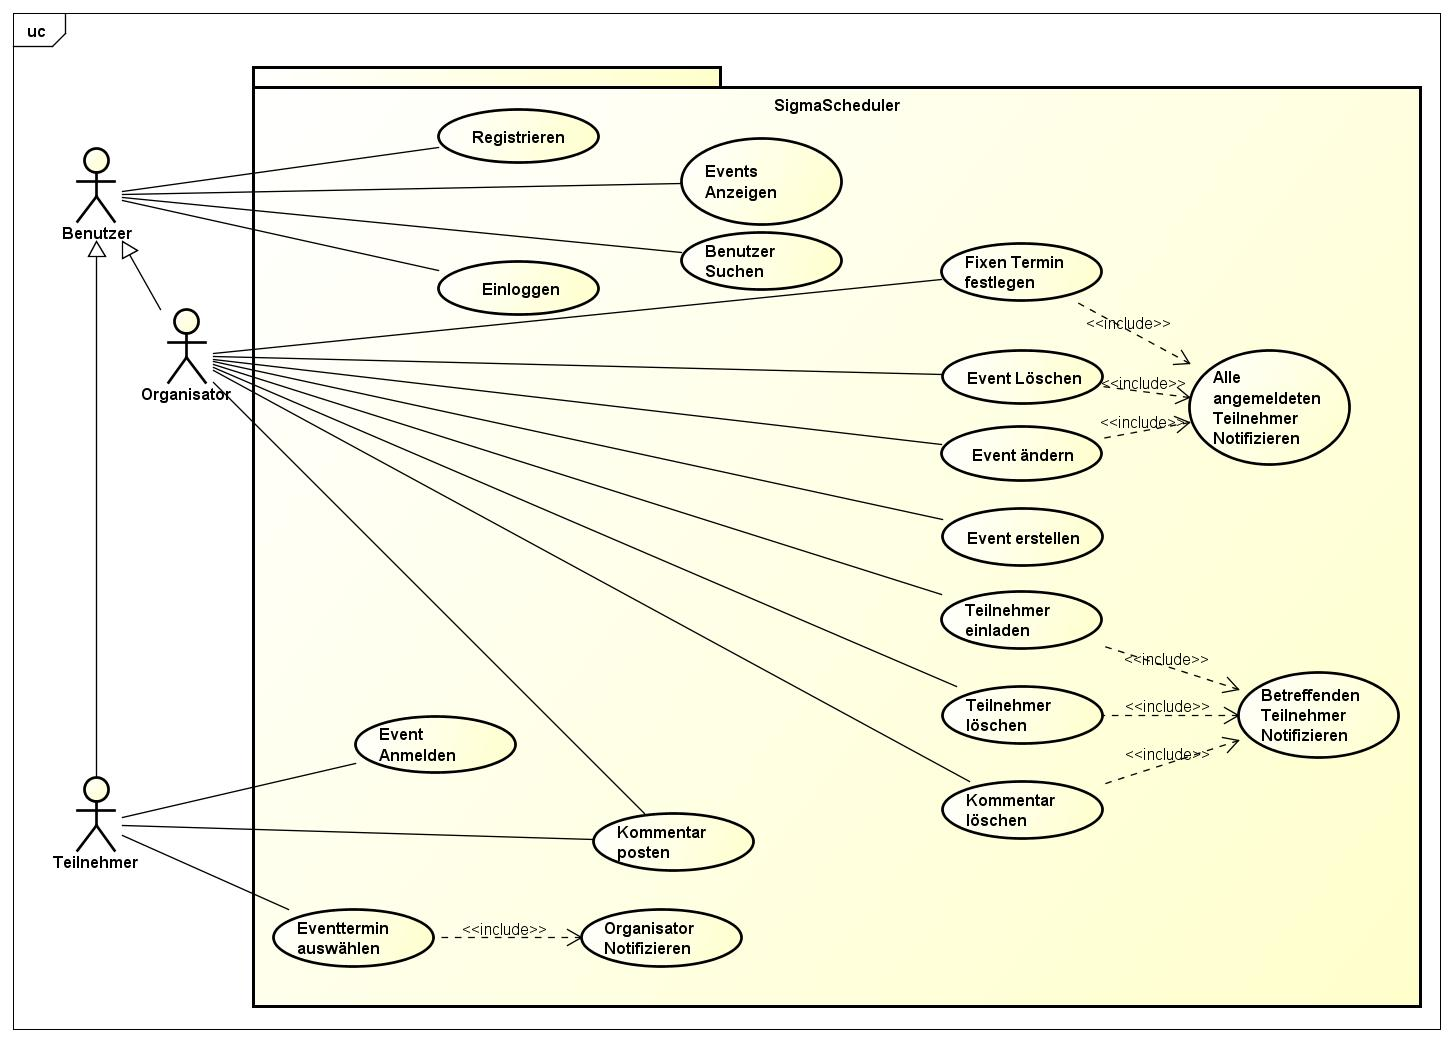 uc
SigmaScheduler
Registrieren
Events
Anzeigen
Benutzer
Benutzer
Suchen
Einloggen
Fixen Termin
festlegen
<<include>>
Organisator
Event Löschen
<<include>>
Alle
angemeldeten
Teilnehmer
Notifizieren
<<include>>
Event ändern
Event erstellen
Teilnehmer
einladen
<<include>>
Teilnehmer
löschen
<<include>>
Betreffenden
Teilnehmer
Notifizieren
<<include>>
Kommentar
löschen
Event
Anmelden
Teilnehmer
Kommentar
posten
Eventtermin
auswählen
<<include>>
Organisator
Notifizieren